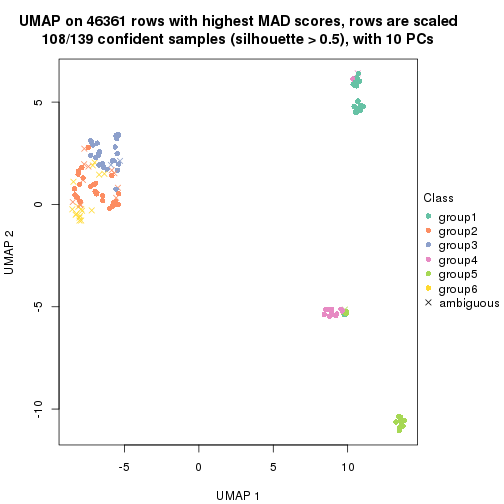 UMAP on 46361 rows with highest MAD scores, rows are scaled
108/139 confident samples (silhouette > 0.5), with 10 PCs
5
0
-5
-10
UMAP 2
-5
0
5
10
UMAP 1
Class
group1
group2
group3
group4
group5
group6
ambiguous